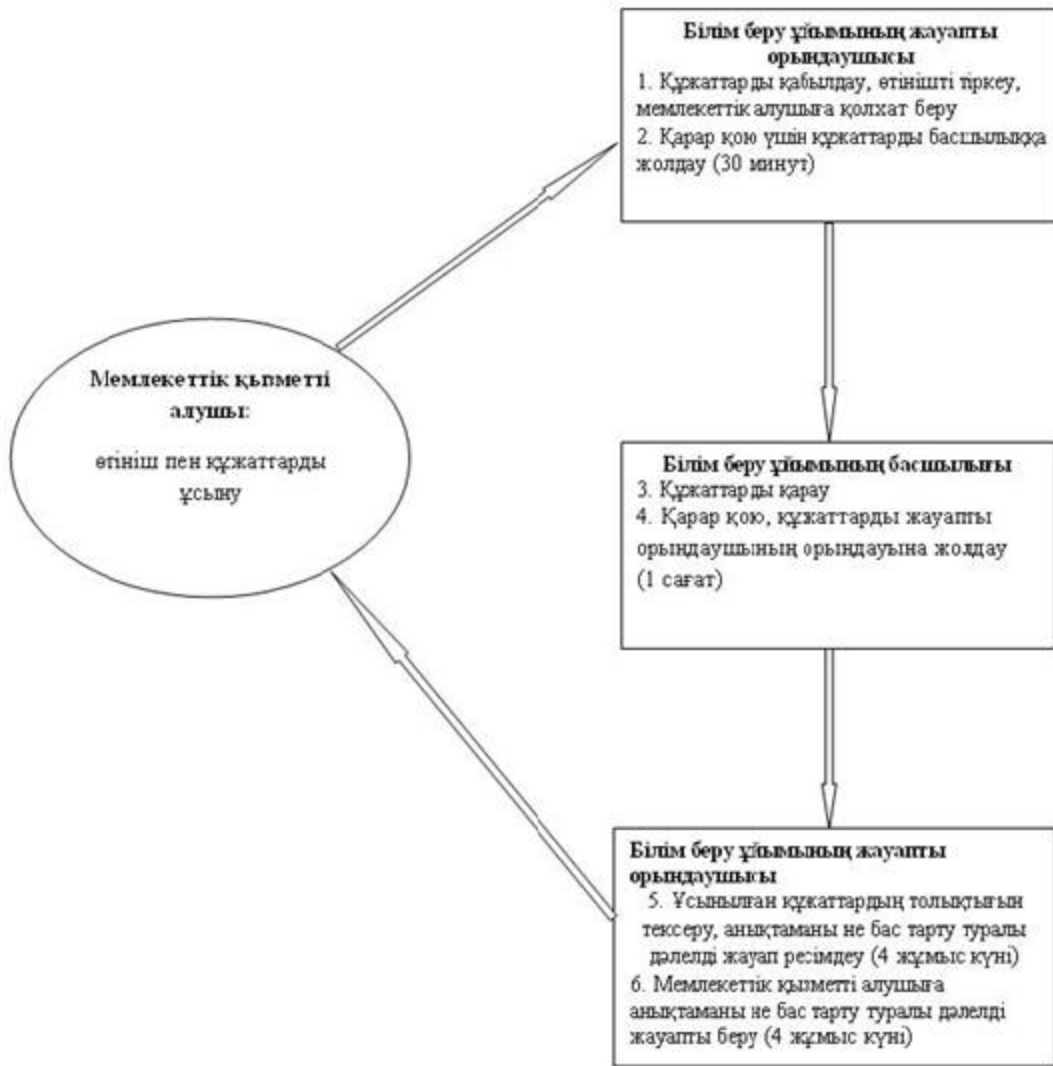 Білім беру ұйымының жауапты
орындаушысы
1. Құжаттарды қабылдау, өтінішті тіркеу,
мемлекеттік алушыға қолхат беру
2. Қарар қою үшін құжаттарды басшылыққа
жолдау (30 минут)
Мемлекеттік қызметті
алушы:
өтініш пен құжаттарды
ұсыну
Білім беру ұйымының басшылығы
3. Құжаттарды қарау
4. Қарар қою, құжаттарды жауапты
орындаушының орындауына жолдау
(1 сағат)
Білім беру ұйымының жауапты
орындаушысы
5. Ұсынылған құжаттардың толықтығын
тексеру, анықтаманы не бас тарту туралы
дәлелді жауап ресімдеу (4 жұмыс күні)
6. Мемлекеттік қызметті алушыға
анықтаманы не бас тарту туралы дәлелді
жауапты беру (4 жұмыс күні)